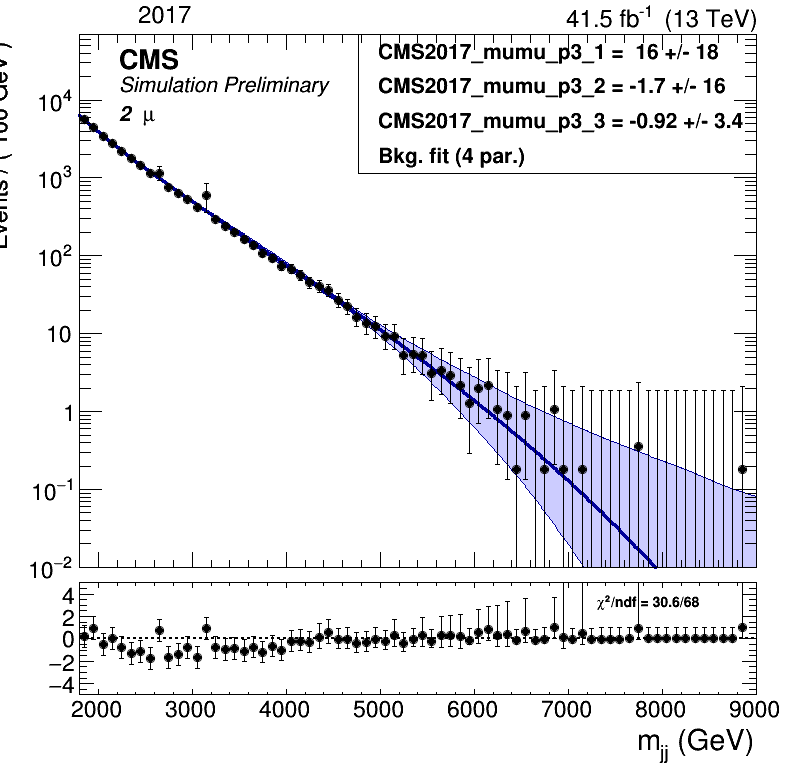 2017
41.5 fb-1 (13 TeV)
CMS
Simulation Preliminary
2 μ
CMS2017_mumu_p3_1 = 16 +/- 18
CMS2017_mumu_p3_2 = -1.7 +/- 16
CMS2017_mumu_p3_3 = -0.92 +/- 3.4
Bkg. fit (4 par.)
Events / ( 100 GeV )
10^4
10^3
10^2
10
1
10^-1
10^-2
χ2/ndf = 30.6/68
4
2
0
−2
−4
2000 3000 4000 5000 6000 7000 8000 9000
mjj (GeV)